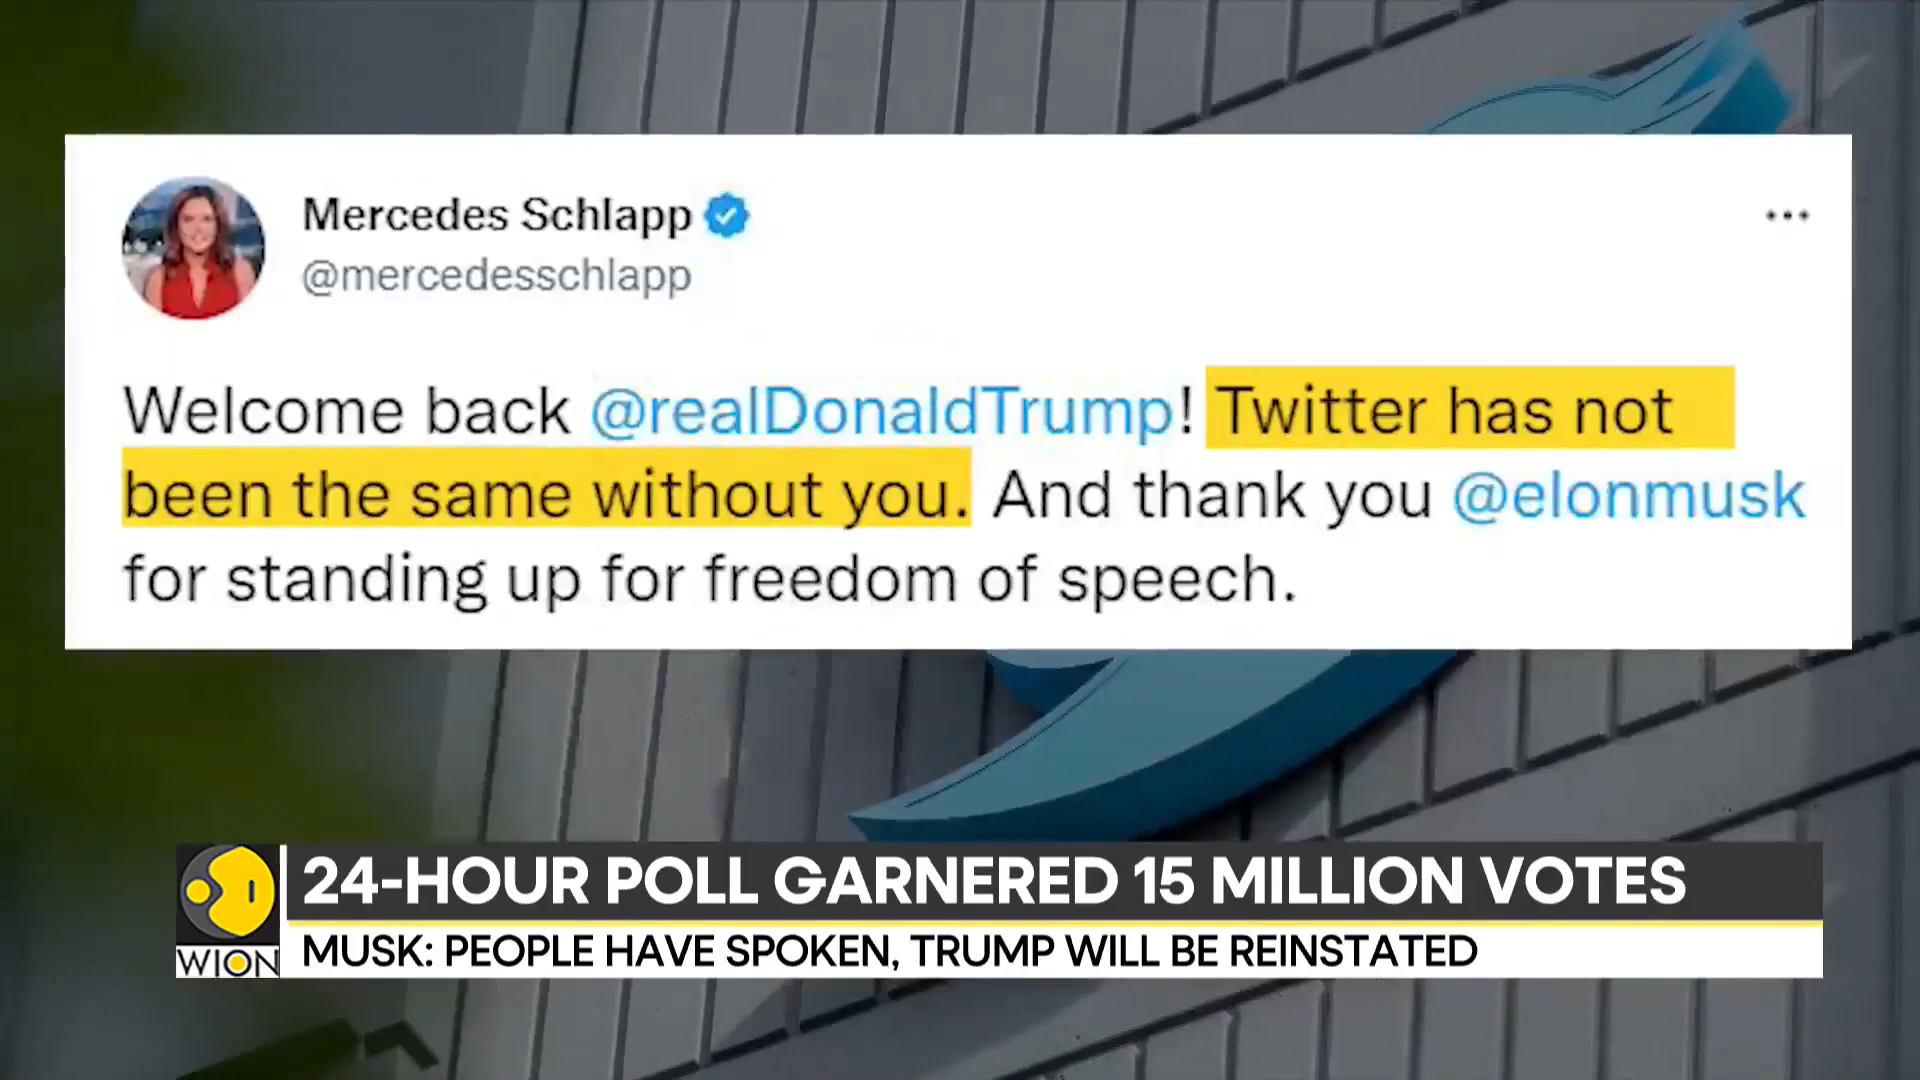 Mercedes Schlapp
@mercedesschlapp
Welcome back @realDonaldTrump! Twitter has not
been the same without you. And thank you @elonmusk
for standing up for freedom of speech.
24-HOUR POLL GARNERED 15 MILLION VOTES
MUSK: PEOPLE HAVE SPOKEN, TRUMP WILL BE REINSTATED
WION